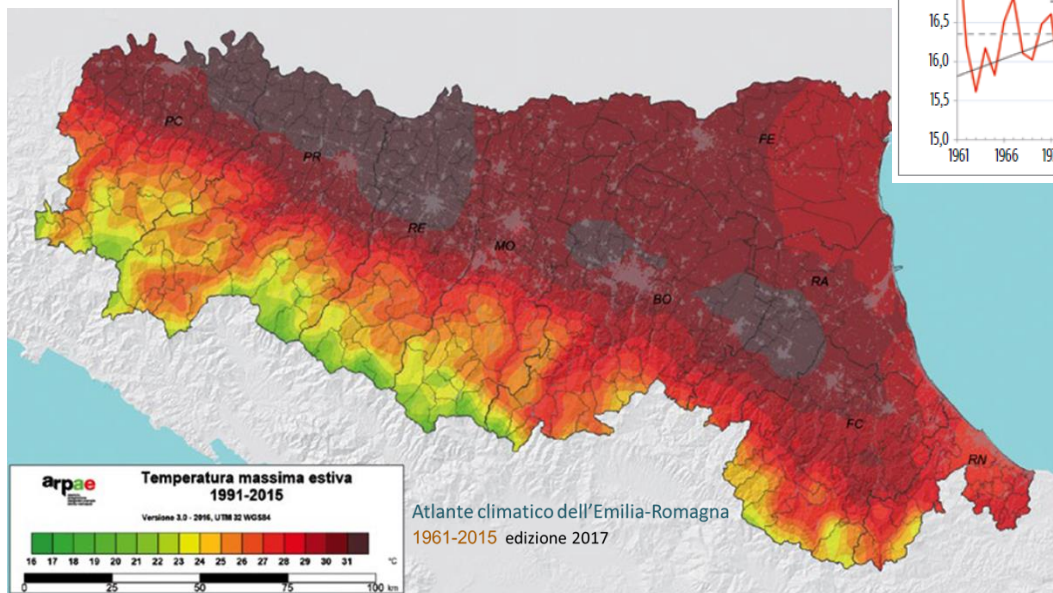 16,5
16,0
15,5
15,0
1961 1966
PC
PR
RE
MO
BO
FE
RA
FC
RN
arpae
Temperatura massima estiva
1991-2015
Versione 3.0 - 2016, UTM 32 WGS84
16 17 18 19 20 21 22 23 24 25 26 27 28 29 30 31 °C
0 25 50 75 100 km
Atlante climatico dell'Emilia-Romagna
1961-2015 edizione 2017